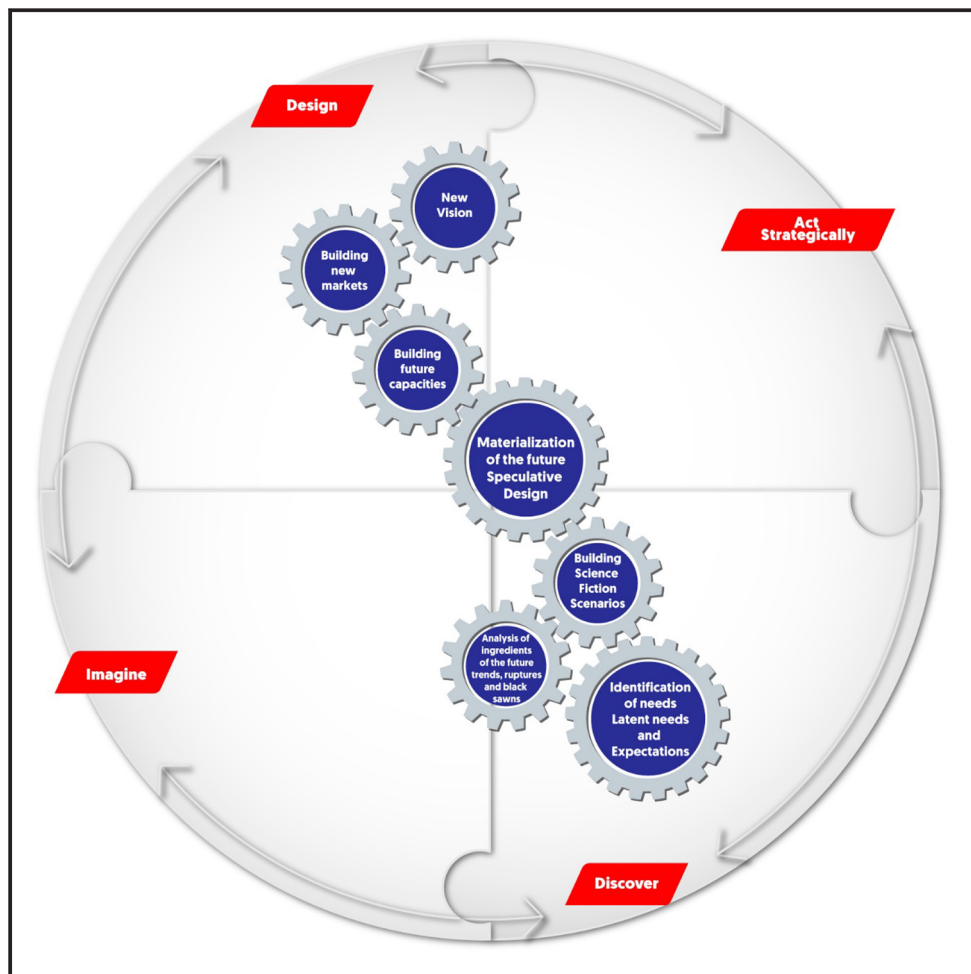 Design
New
Vision
Act
Strategically
Building
new
markets
Building
future
capacities
Materialization
of the future
Speculative
Design
Building
Science
Fiction
Scenarios
Analysis of
ingredients
of the future
trends, ruptures
and black
sawns
Imagine
Identification
of needs
Latent needs
and
Expectations
Discover